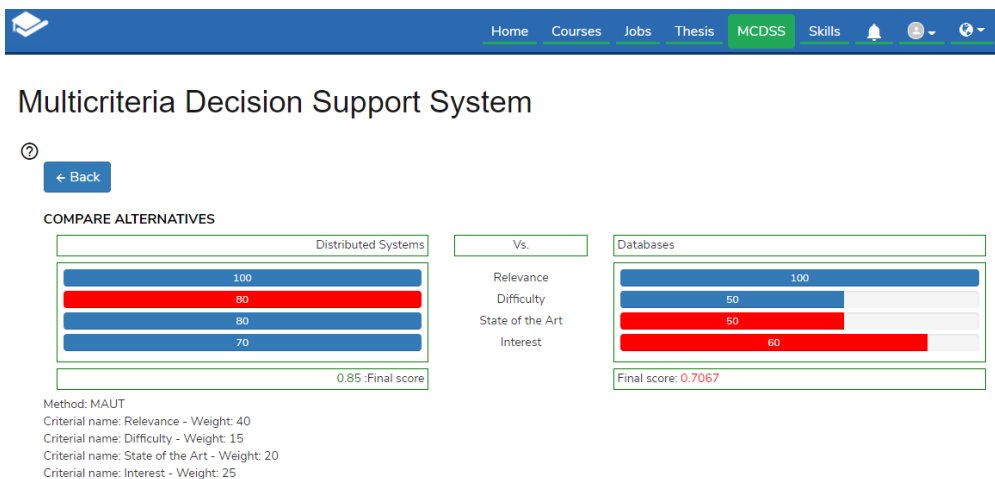 Home Courses Jobs Thesis MCDSS Skills
Multicriteria Decision Support System
← Back
COMPARE ALTERNATIVES
Distributed Systems Vs. Databases
100 Relevance 100
80 Difficulty 50
80 State of the Art 50
70 Interest 60
0.85 :Final score Final score: 0.7067
Method: MAUT
Criterial name: Relevance - Weight: 40
Criterial name: Difficulty - Weight: 15
Criterial name: State of the Art - Weight: 20
Criterial name: Interest - Weight: 25